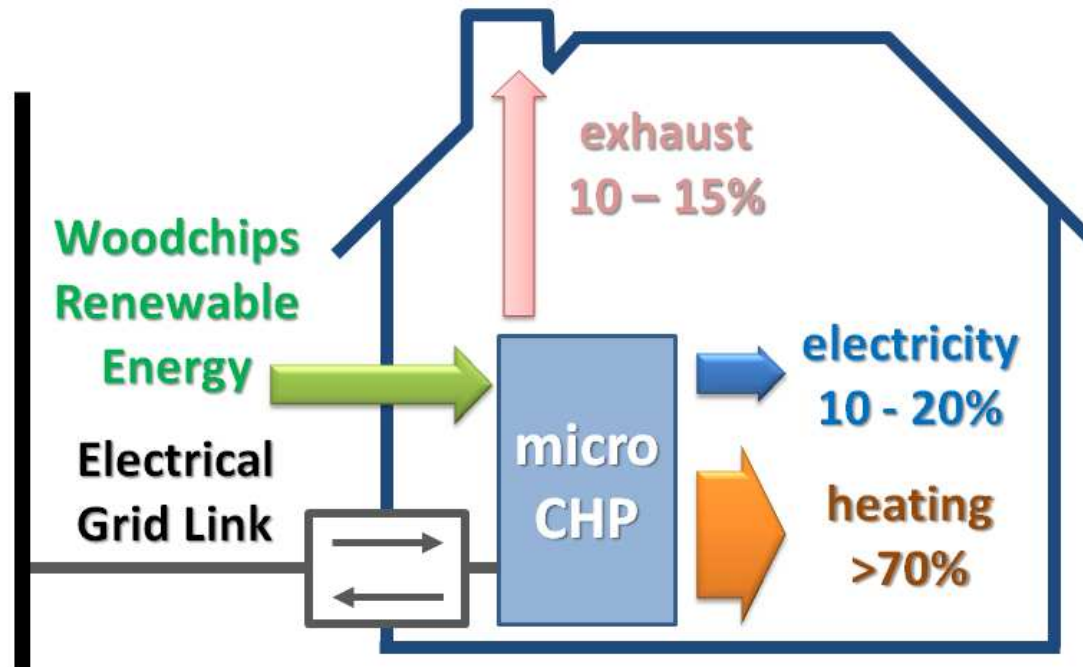 exhaust
10 – 15%
Woodchips
Renewable
Energy
electricity
10 - 20%
micro
CHP
Electrical
Grid Link
heating
>70%